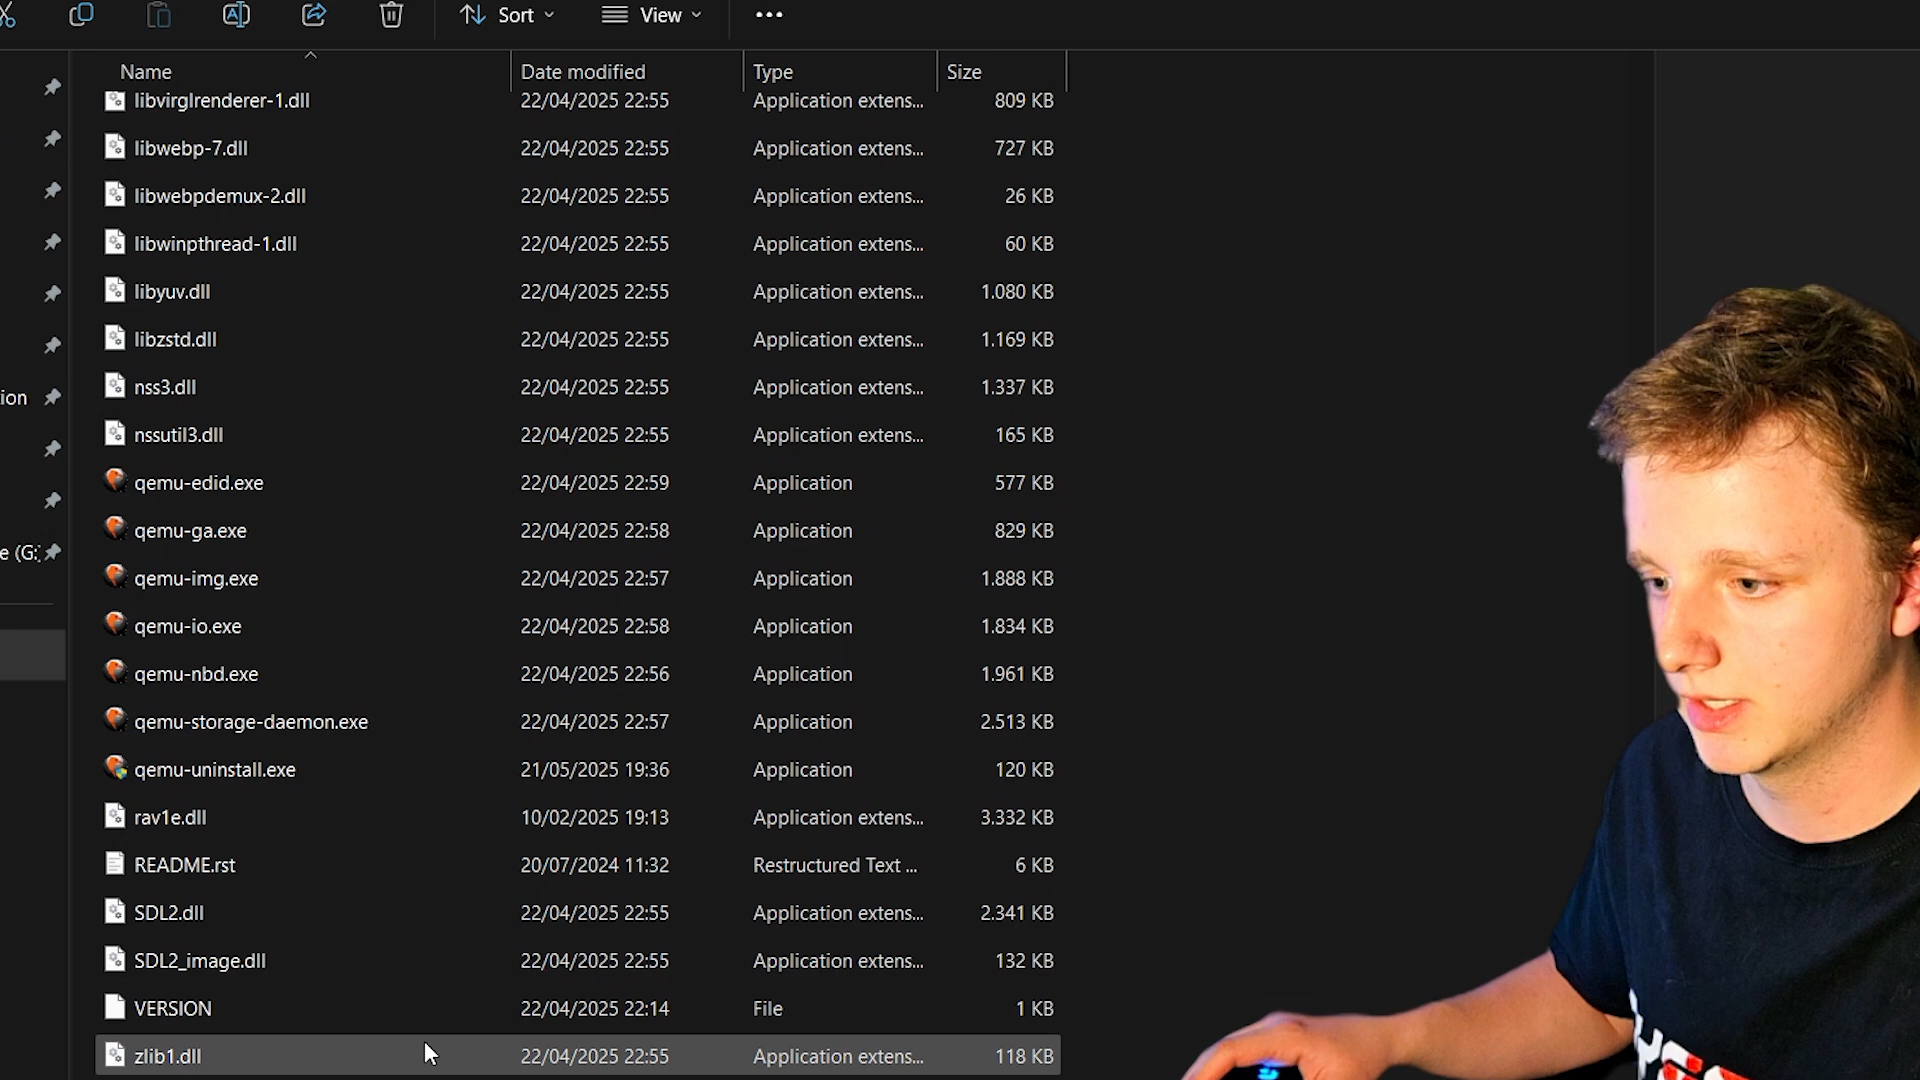 Sort
View
Name Date modified Type Size
libvirglrenderer-1.dll 22/04/2025 22:55 Application extens... 809 KB
libwebp-7.dll 22/04/2025 22:55 Application extens... 727 KB
libwebpdemux-2.dll 22/04/2025 22:55 Application extens... 26 KB
libwinpthread-1.dll 22/04/2025 22:55 Application extens... 60 KB
libyuv.dll 22/04/2025 22:55 Application extens... 1.080 KB
libzstd.dll 22/04/2025 22:55 Application extens... 1.169 KB
ion nss3.dll 22/04/2025 22:55 Application extens... 1.337 KB
nssutil3.dll 22/04/2025 22:55 Application extens... 165 KB
qemu-edid.exe 22/04/2025 22:59 Application 577 KB
qemu-ga.exe 22/04/2025 22:58 Application 829 KB
e (G:
qemu-img.exe 22/04/2025 22:57 Application 1.888 KB
qemu-io.exe 22/04/2025 22:58 Application 1.834 KB
qemu-nbd.exe 22/04/2025 22:56 Application 1.961 KB
qemu-storage-daemon.exe 22/04/2025 22:57 Application 2.513 KB
qemu-uninstall.exe 21/05/2025 19:36 Application 120 KB
rav1e.dll 10/02/2025 19:13 Application extens... 3.332 KB
README.rst 20/07/2024 11:32 Restructured Text ... 6 KB
SDL2.dll 22/04/2025 22:55 Application extens... 2.341 KB
SDL2_image.dll 22/04/2025 22:55 Application extens... 132 KB
VERSION 22/04/2025 22:14 File 1 KB
zlib1.dll 22/04/2025 22:55 Application extens... 118 KB